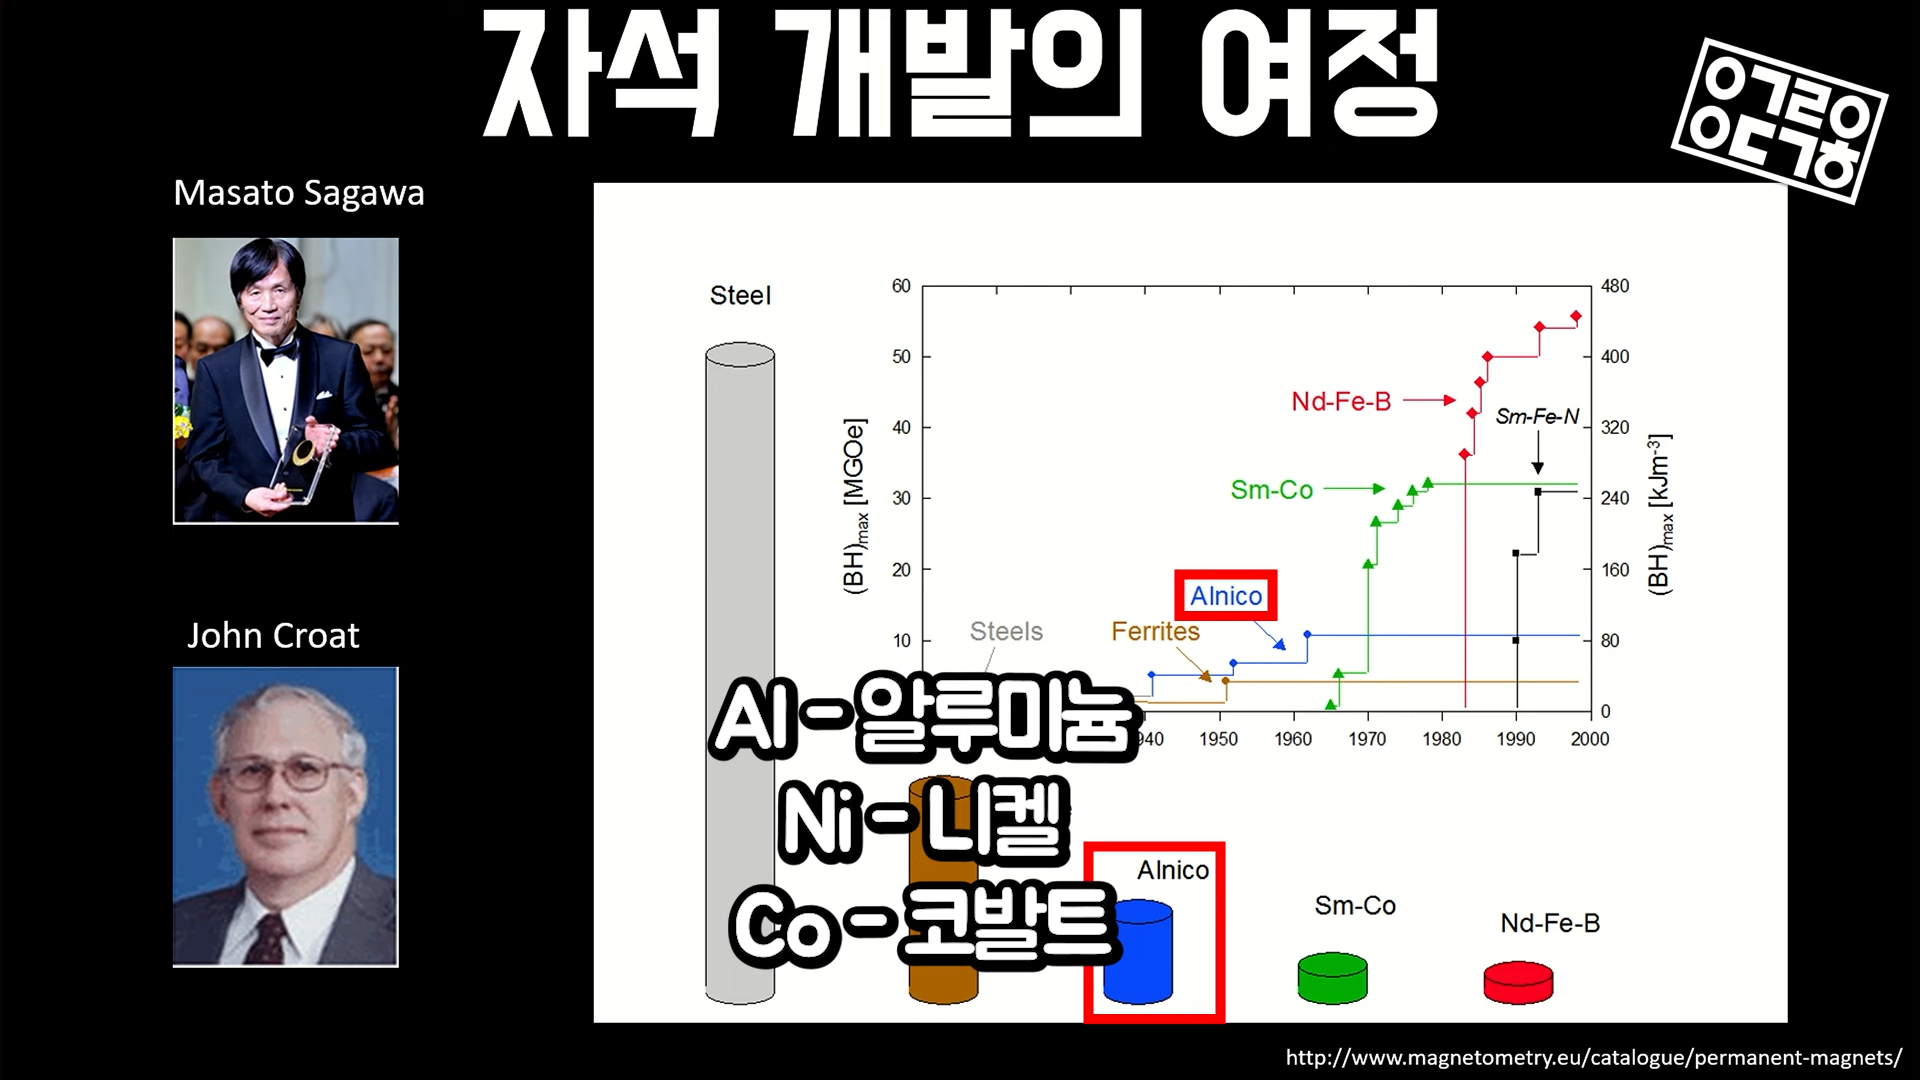 자석 개발의 여정
Masato Sagawa
John Croat
Steel
60
50
40
30
20
10
(BH)max [MGOe]
480
400
320
240
160
80
0
(BH)max [kJm-3]
Nd-Fe-B
Sm-Fe-N
Sm-Co
Alnico
Steels
Ferrites
940
1950
1960
1970
1980
1990
2000
Al - 알루미늄
Ni - 니켈
Co - 코발트
Alnico
Sm-Co
Nd-Fe-B
http://www.magnetometry.eu/catalogue/permanent-magnets/